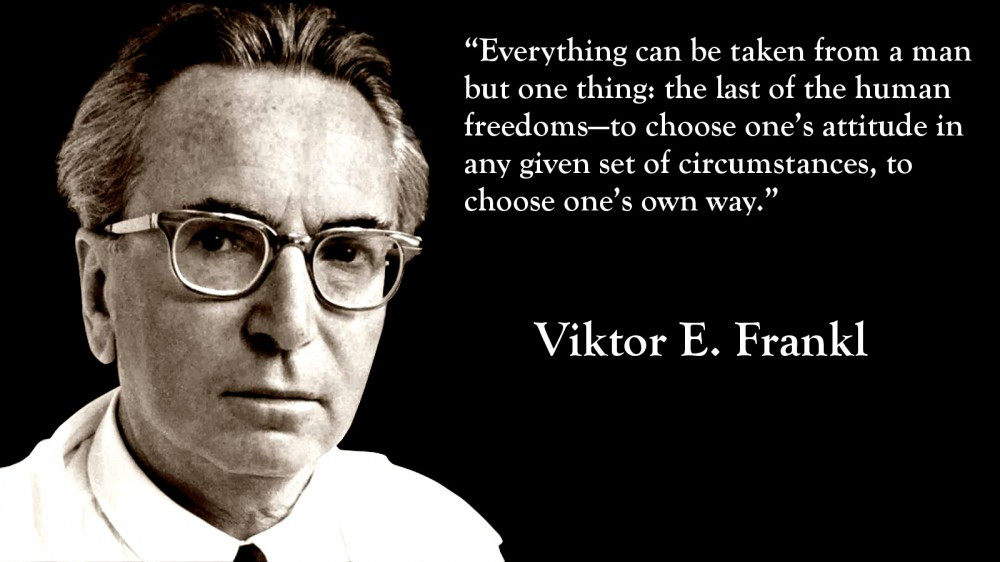 “Everything can be taken from a man
but one thing: the last of the human
freedoms—to choose one’s attitude in
any given set of circumstances, to
choose one’s own way.”
Viktor E. Frankl